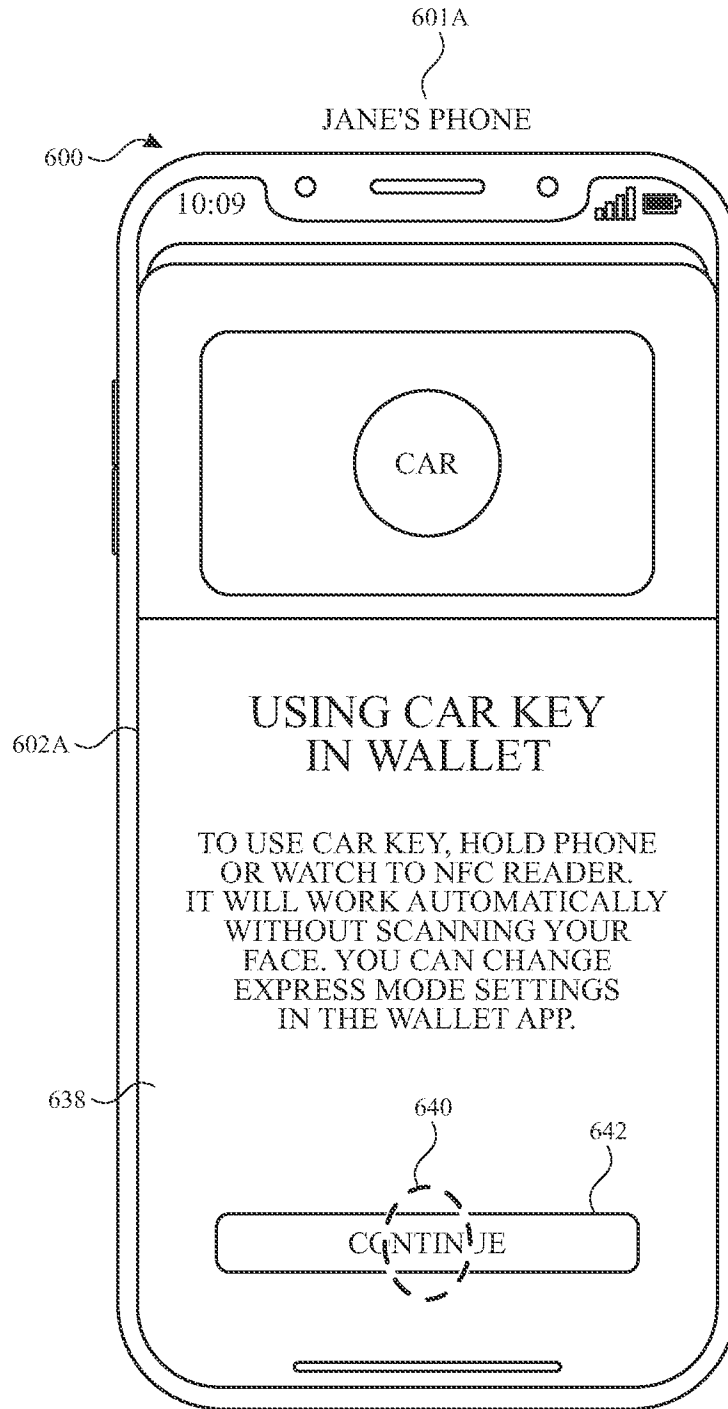 601A
JANE'S PHONE
600
10:09
CAR
USING CAR KEY
IN WALLET
602A
TO USE CAR KEY, HOLD PHONE
OR WATCH TO NFC READER.
IT WILL WORK AUTOMATICALLY
WITHOUT SCANNING YOUR
FACE. YOU CAN CHANGE
EXPRESS MODE SETTINGS
IN THE WALLET APP.
638
640
642
CONTINUE